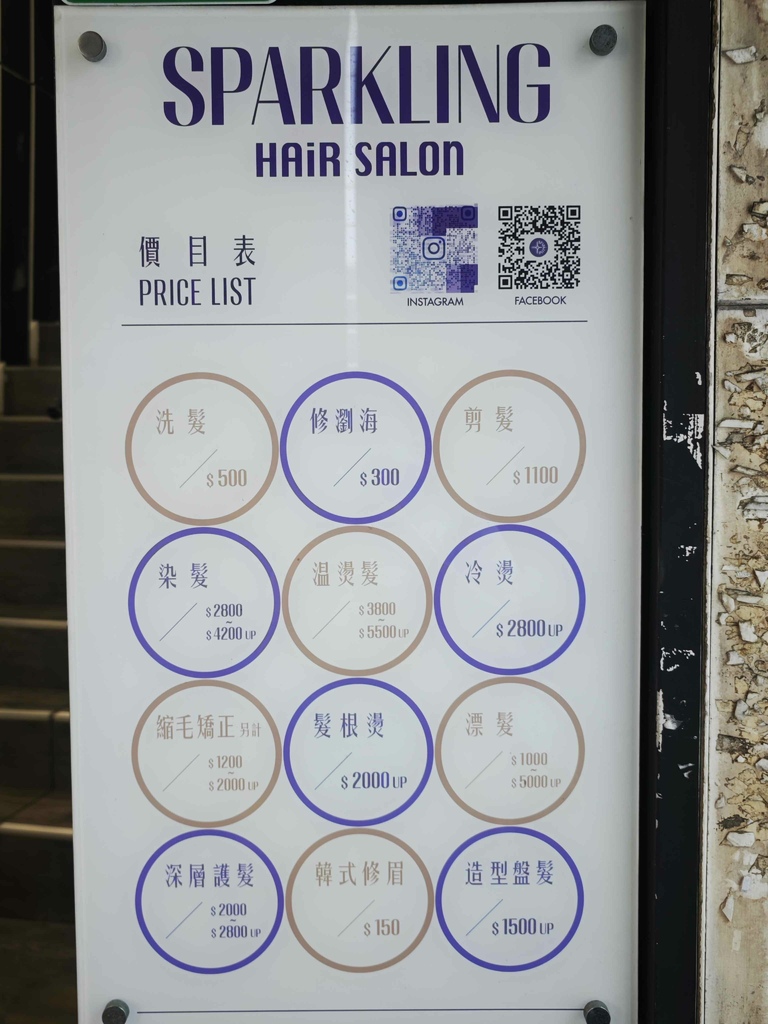 SPARKLING
HAiR SALON
價目表
PRICE LIST
INSTAGRAM
FACEBOOK
洗髮
$500
修瀏海
$300
剪髮
$1100
染髮
$2800
~
$4200 UP
温燙髮
$3800
~
$5500 UP
冷燙
$2800 UP
縮毛矯正 另計
$1200
~
$2000 UP
髮根燙
$2000 UP
漂髮
$1000
~
$5000 UP
深層護髮
$2000
~
$2800 UP
韓式修眉
$150
造型盤髮
$1500 UP